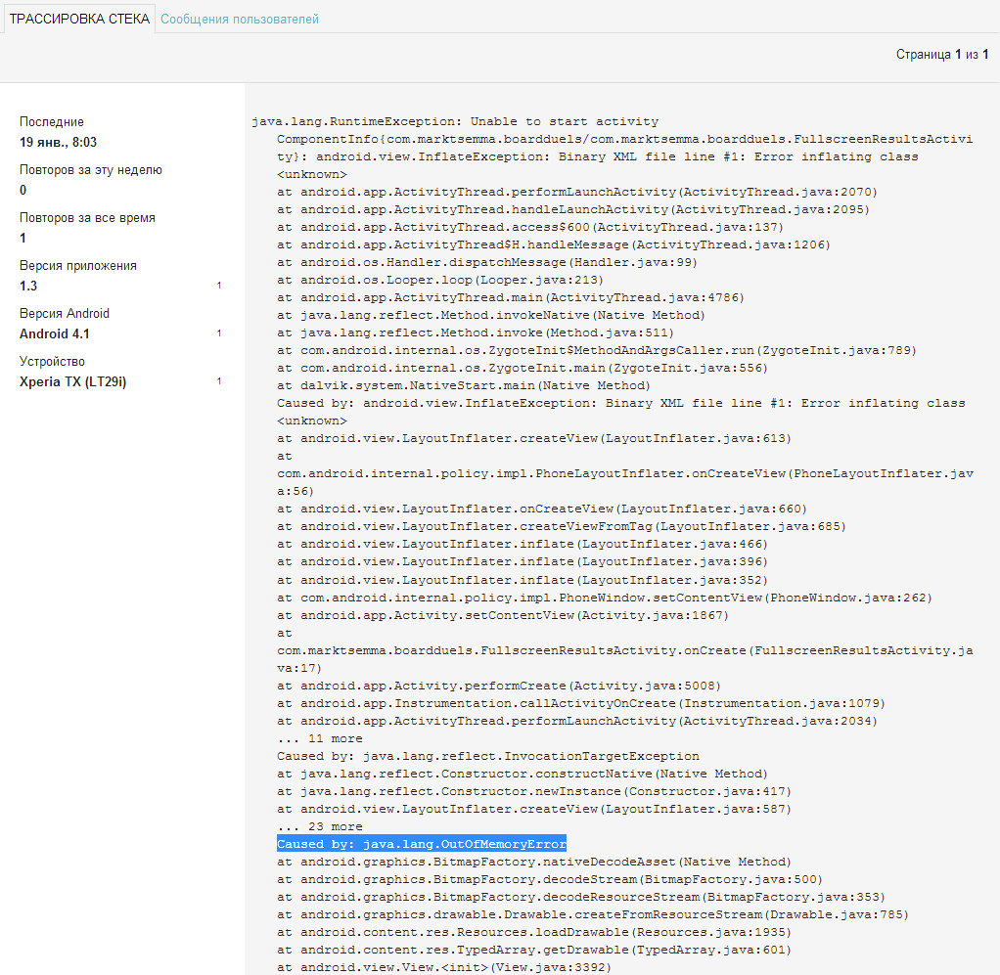 ТРАССИРОВКА СТЕКА Сообщения пользователей
Страница 1 из 1
Последние
19 янв., 8:03
Повторов за эту неделю
0
Повторов за все время
1
Версия приложения
1.3 1
Версия Android
Android 4.1 1
Устройство
Xperia TX (LT29i) 1
java.lang.RuntimeException: Unable to start activity
ComponentInfo{com.marktsemma.boardduels/com.marktsemma.boardduels.FullscreenResultsActivi
ty}: android.view.InflateException: Binary XML file line #1: Error inflating class
<unknown>
at android.app.ActivityThread.performLaunchActivity(ActivityThread.java:2070)
at android.app.ActivityThread.handleLaunchActivity(ActivityThread.java:2095)
at android.app.ActivityThread.access$600(ActivityThread.java:137)
at android.app.ActivityThread$H.handleMessage(ActivityThread.java:1206)
at android.os.Handler.dispatchMessage(Handler.java:99)
at android.os.Looper.loop(Looper.java:213)
at android.app.ActivityThread.main(ActivityThread.java:4786)
at java.lang.reflect.Method.invokeNative(Native Method)
at java.lang.reflect.Method.invoke(Method.java:511)
at com.android.internal.os.ZygoteInit$MethodAndArgsCaller.run(ZygoteInit.java:789)
at com.android.internal.os.ZygoteInit.main(ZygoteInit.java:556)
at dalvik.system.NativeStart.main(Native Method)
Caused by: android.view.InflateException: Binary XML file line #1: Error inflating class
<unknown>
at android.view.LayoutInflater.createView(LayoutInflater.java:613)
at
com.android.internal.policy.impl.PhoneLayoutInflater.onCreateView(PhoneLayoutInflater.jav
a:56)
at android.view.LayoutInflater.onCreateView(LayoutInflater.java:660)
at android.view.LayoutInflater.createViewFromTag(LayoutInflater.java:685)
at android.view.LayoutInflater.inflate(LayoutInflater.java:466)
at android.view.LayoutInflater.inflate(LayoutInflater.java:396)
at android.view.LayoutInflater.inflate(LayoutInflater.java:352)
at com.android.internal.policy.impl.PhoneWindow.setContentView(PhoneWindow.java:262)
at android.app.Activity.setContentView(Activity.java:1867)
at
com.marktsemma.boardduels.FullscreenResultsActivity.onCreate(FullscreenResultsActivity.ja
va:17)
at android.app.Activity.performCreate(Activity.java:5008)
at android.app.Instrumentation.callActivityOnCreate(Instrumentation.java:1079)
at android.app.ActivityThread.performLaunchActivity(ActivityThread.java:2034)
... 11 more
Caused by: java.lang.reflect.InvocationTargetException
at java.lang.reflect.Constructor.constructNative(Native Method)
at java.lang.reflect.Constructor.newInstance(Constructor.java:417)
at android.view.LayoutInflater.createView(LayoutInflater.java:587)
... 23 more
Caused by: java.lang.OutOfMemoryError
at android.graphics.BitmapFactory.nativeDecodeAsset(Native Method)
at android.graphics.BitmapFactory.decodeStream(BitmapFactory.java:500)
at android.graphics.BitmapFactory.decodeResourceStream(BitmapFactory.java:353)
at android.graphics.drawable.Drawable.createFromResourceStream(Drawable.java:785)
at android.content.res.Resources.loadDrawable(Resources.java:1935)
at android.content.res.TypedArray.getDrawable(TypedArray.java:601)
at android.view.View.<init>(View.java:3392)